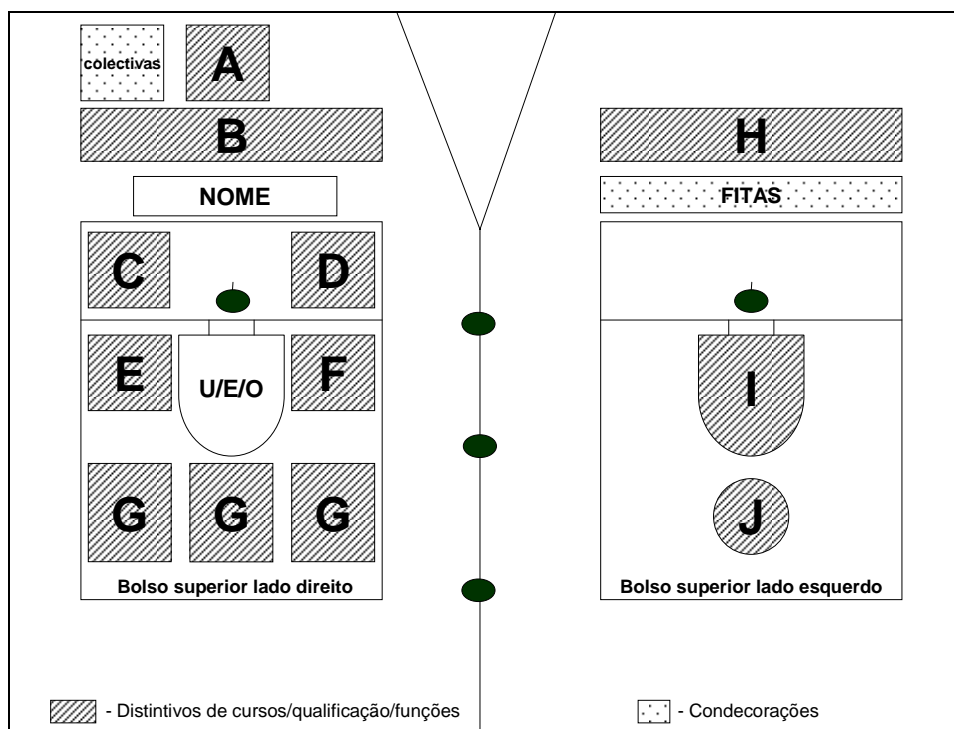 colectivas
A
B
H
NOME
FITAS
C
D
E
U/E/O
F
I
G
G
G
J
Bolso superior lado direito
Bolso superior lado esquerdo
- Distintivos de cursos/qualificação/funções
- Condecorações